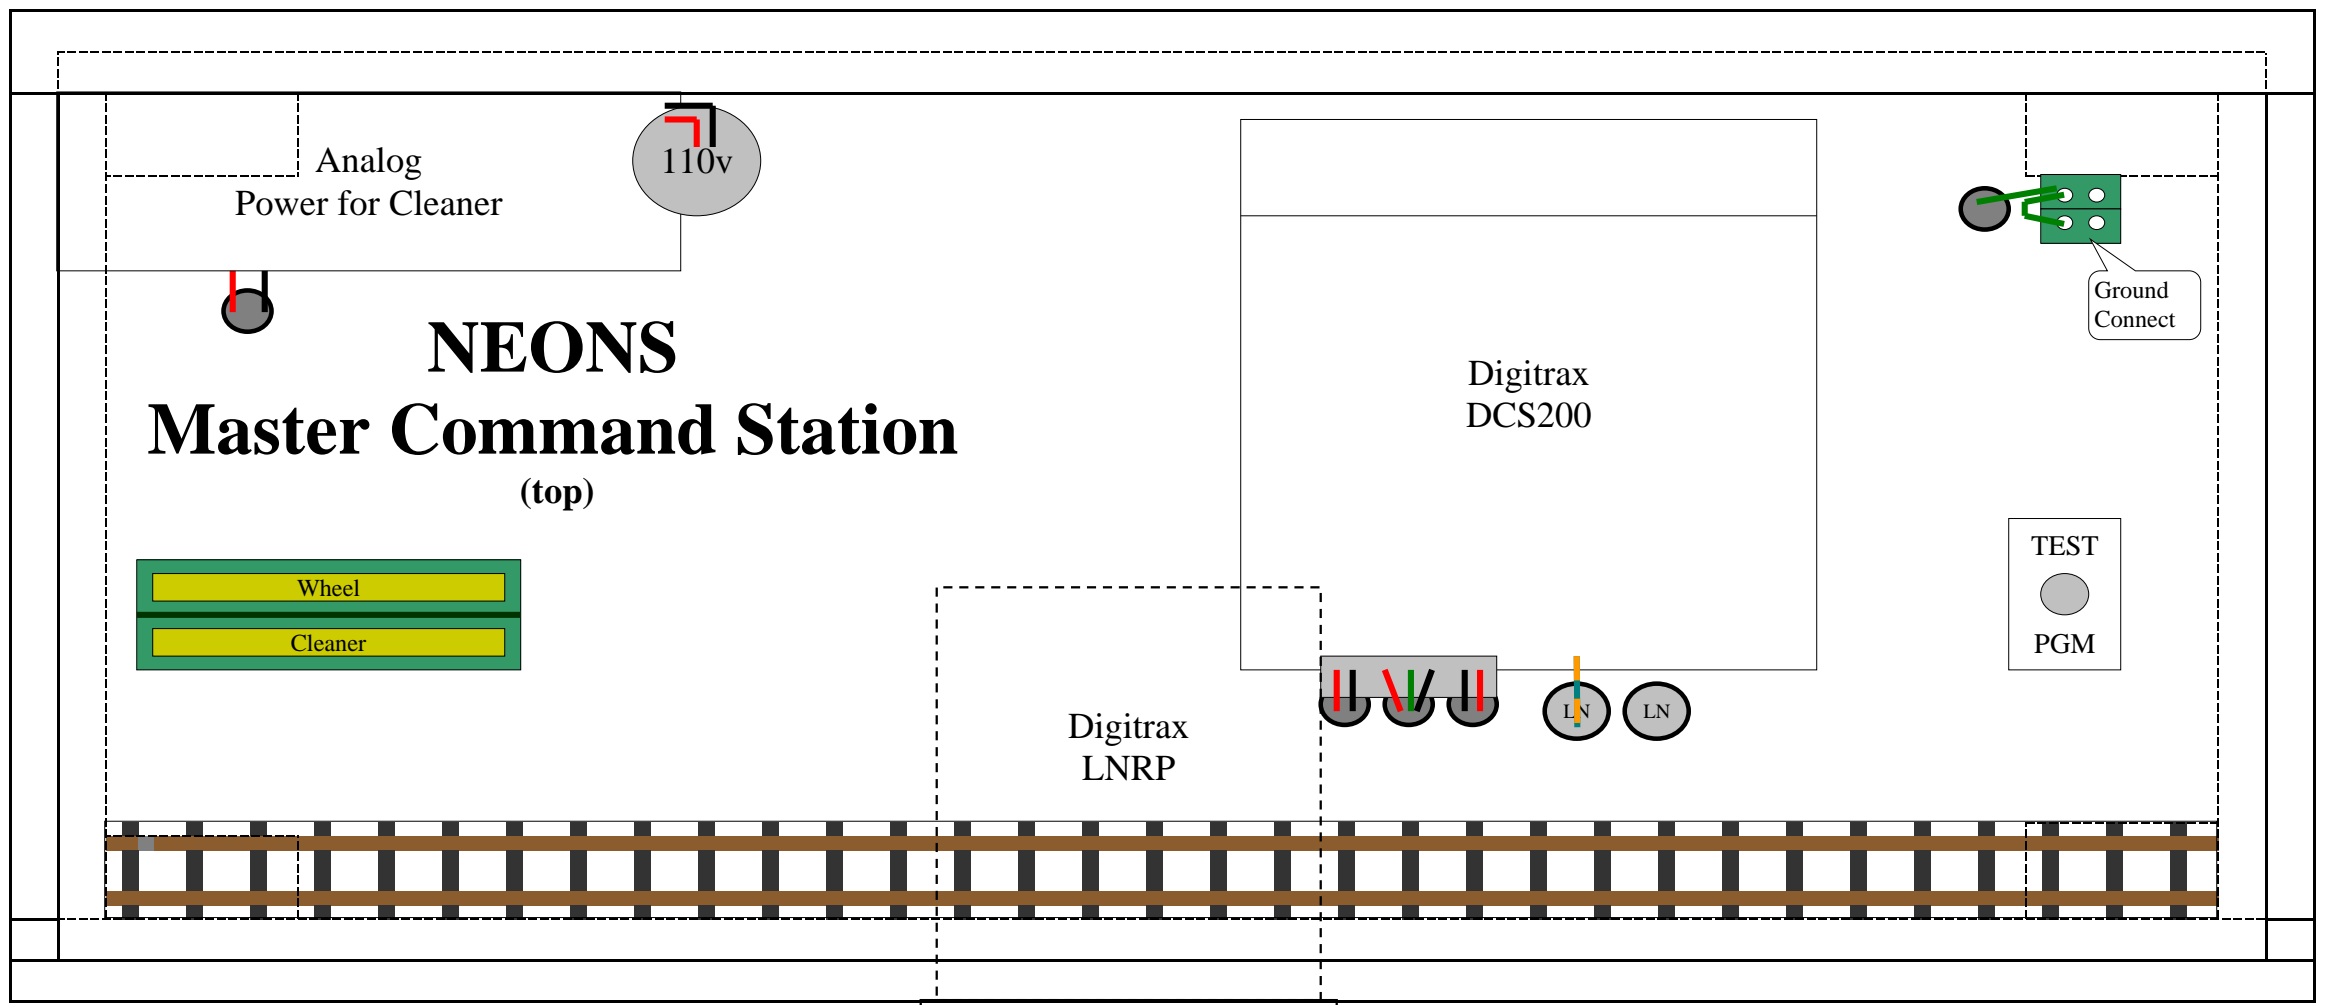 Analog
Power for Cleaner
110v
Ground
Connect
NEONS
Master Command Station
(top)
Digitrax
DCS200
TEST
PGM
Wheel
Cleaner
LN
LN
Digitrax
LNRP